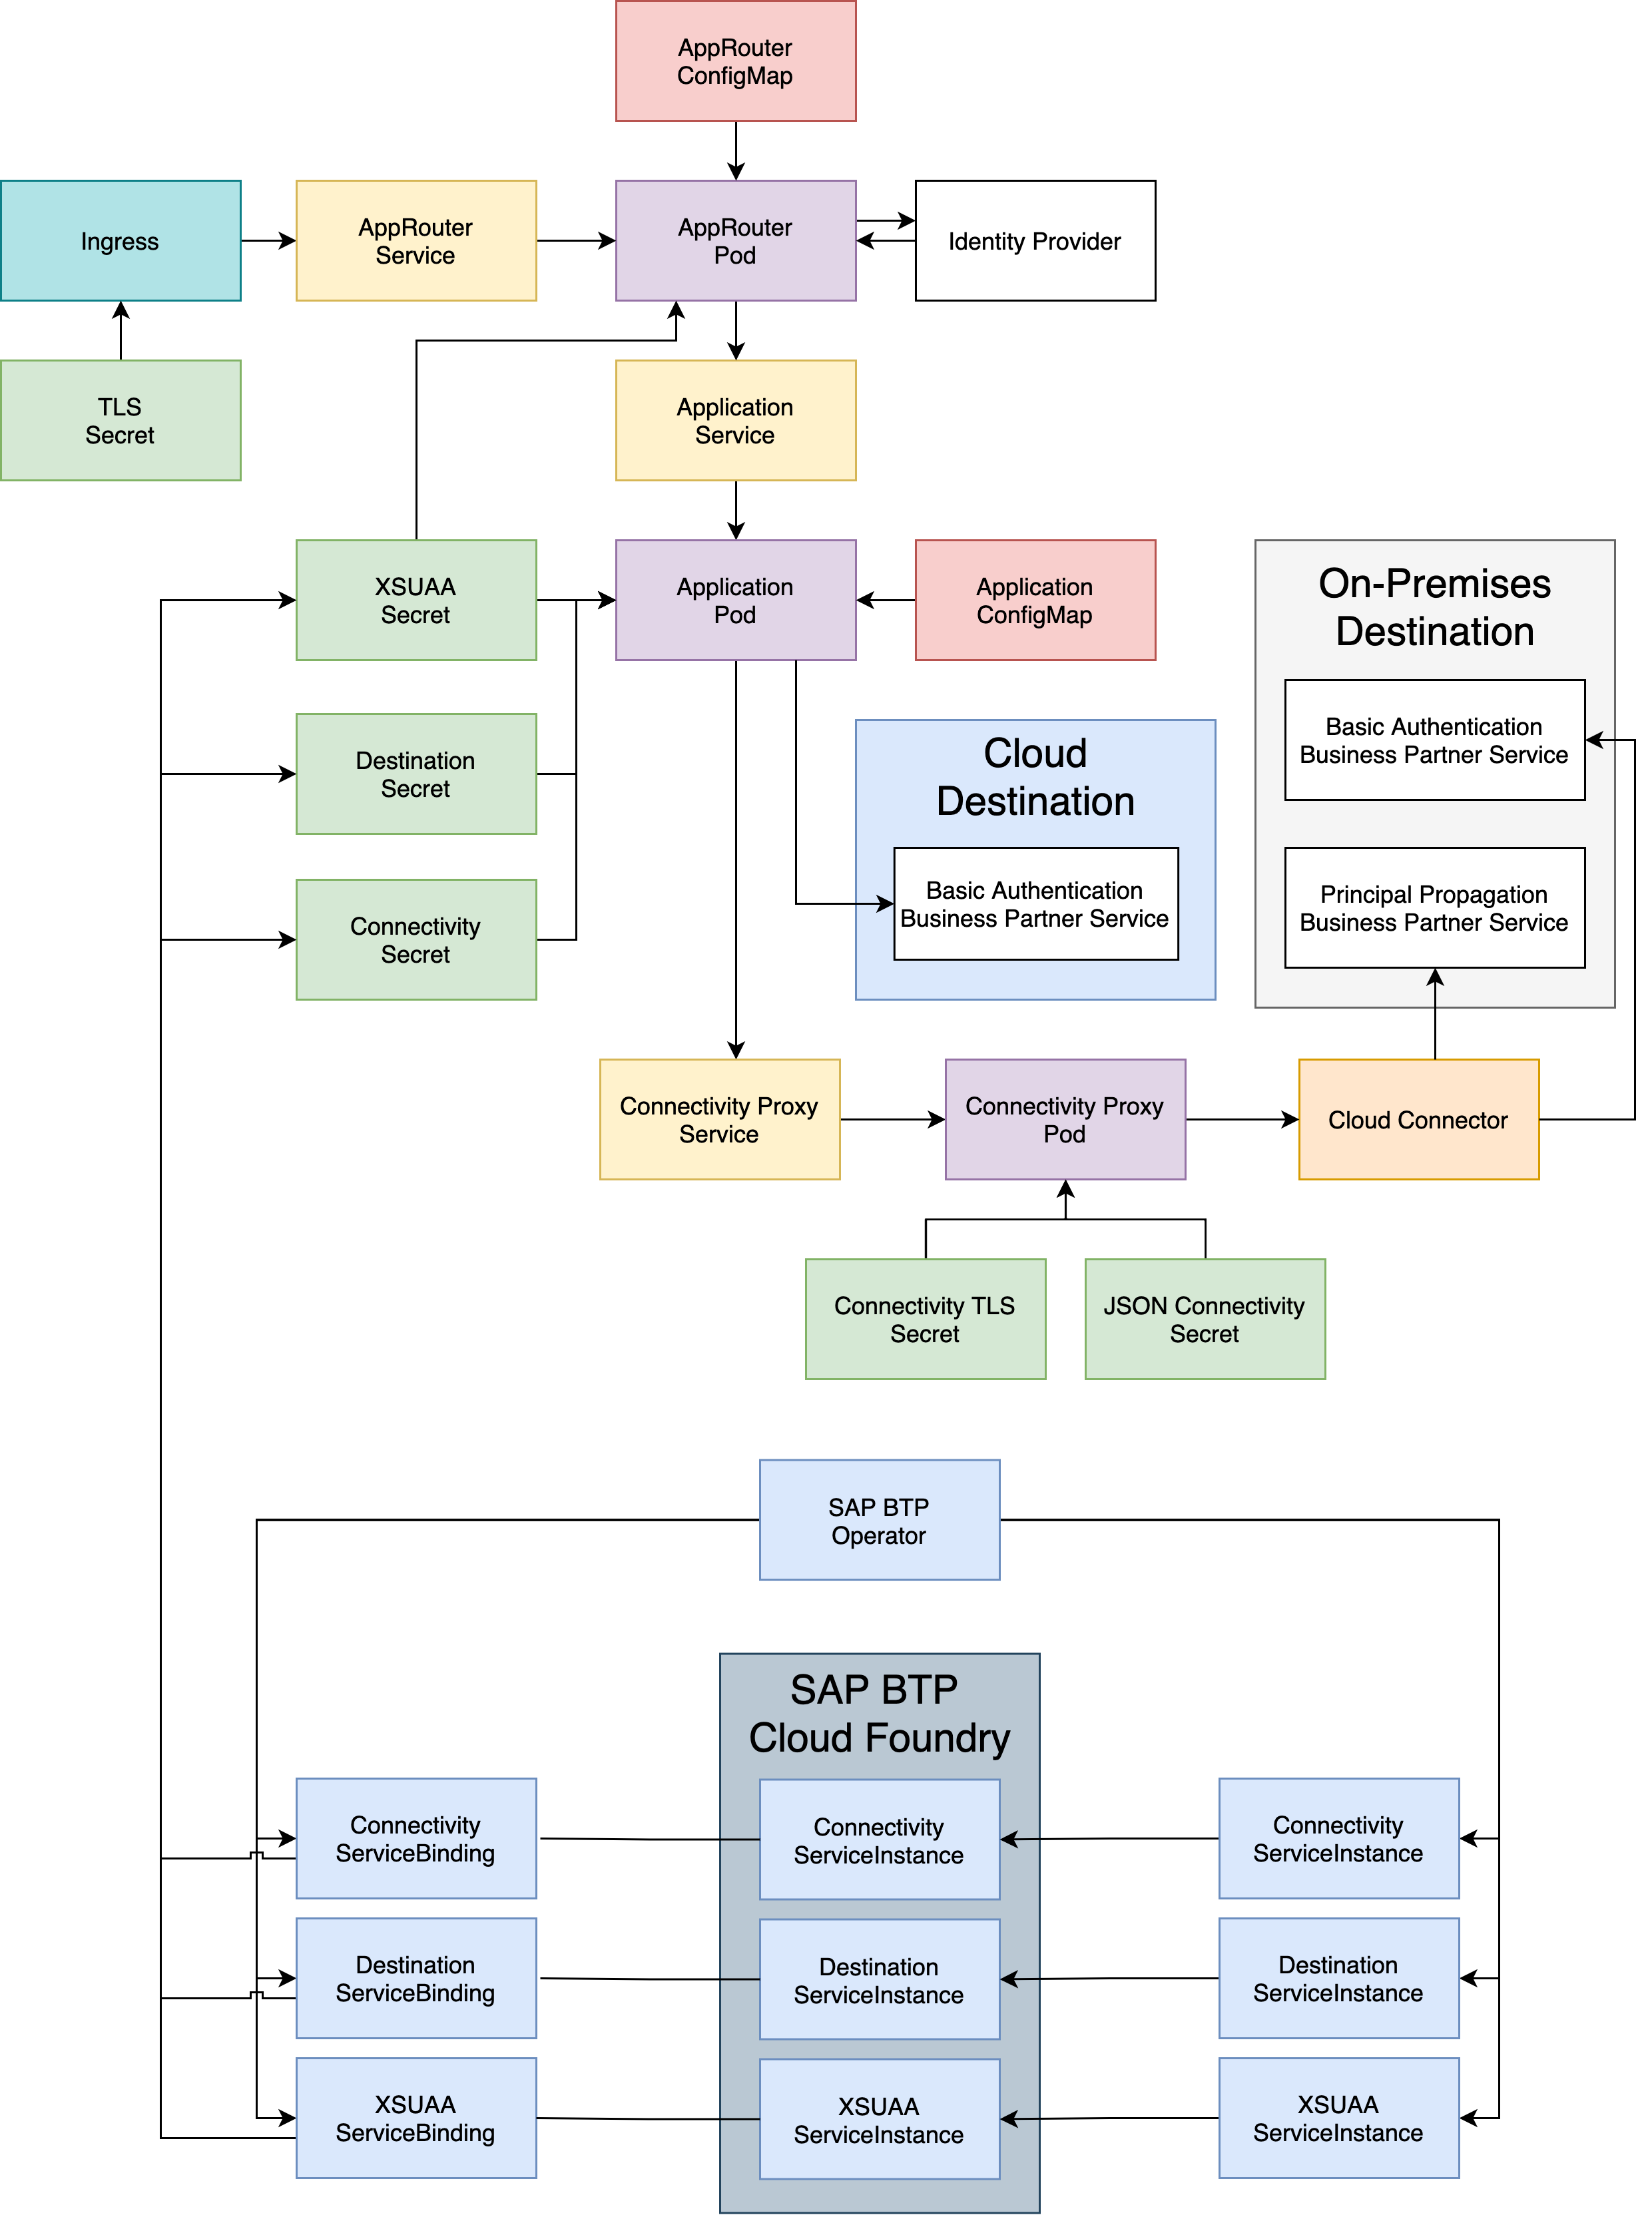 AppRouter
ConfigMap
Ingress
AppRouter
Service
AppRouter
Pod
Identity Provider
TLS
Secret
Application
Service
XSUAA
Secret
Application
Pod
Application
ConfigMap
On-Premises
Destination
Basic Authentication
Business Partner Service
Principal Propagation
Business Partner Service
Destination
Secret
Cloud
Destination
Basic Authentication
Business Partner Service
Connectivity
Secret
Connectivity Proxy
Service
Connectivity Proxy
Pod
Cloud Connector
Connectivity TLS
Secret
JSON Connectivity
Secret
SAP BTP
Operator
SAP BTP
Cloud Foundry
Connectivity
ServiceBinding
Connectivity
ServiceInstance
Connectivity
ServiceInstance
Destination
ServiceBinding
Destination
ServiceInstance
Destination
ServiceInstance
XSUAA
ServiceBinding
XSUAA
ServiceInstance
XSUAA
ServiceInstance